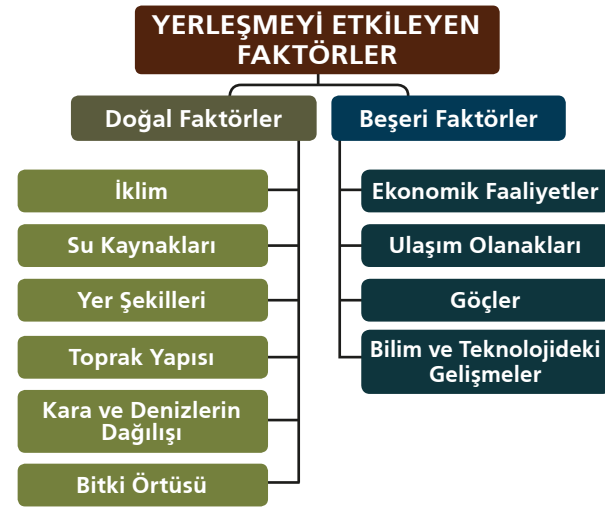 YERLEŞMEYİ ETKİLEYEN
FAKTÖRLER
Doğal Faktörler
İklim
Su Kaynakları
Yer Şekilleri
Toprak Yapısı
Kara ve Denizlerin
Dağılışı
Bitki Örtüsü
Beşeri Faktörler
Ekonomik Faaliyetler
Ulaşım Olanakları
Göçler
Bilim ve Teknolojideki
Gelişmeler